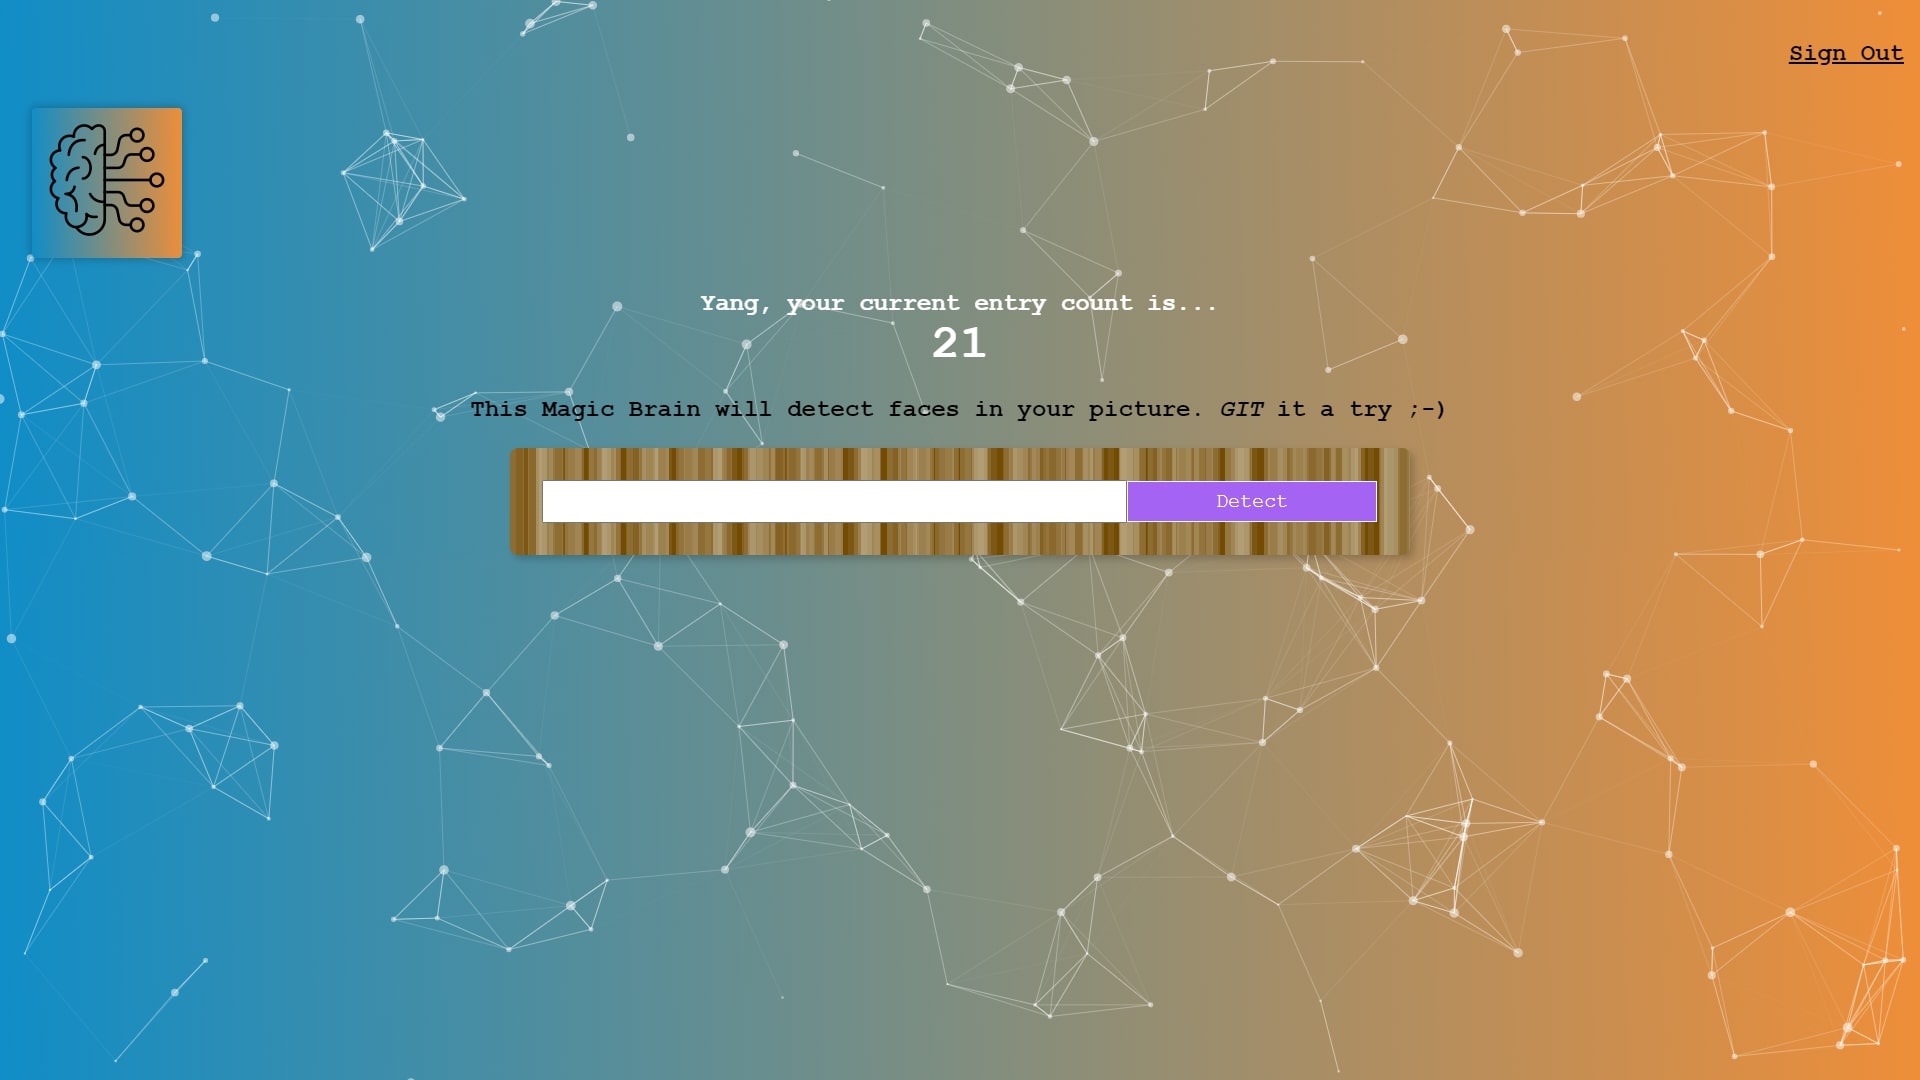 Sign Out
Yang, your current entry count is...
21
This Magic Brain will detect faces in your picture. GIT it a try ;-)
Detect